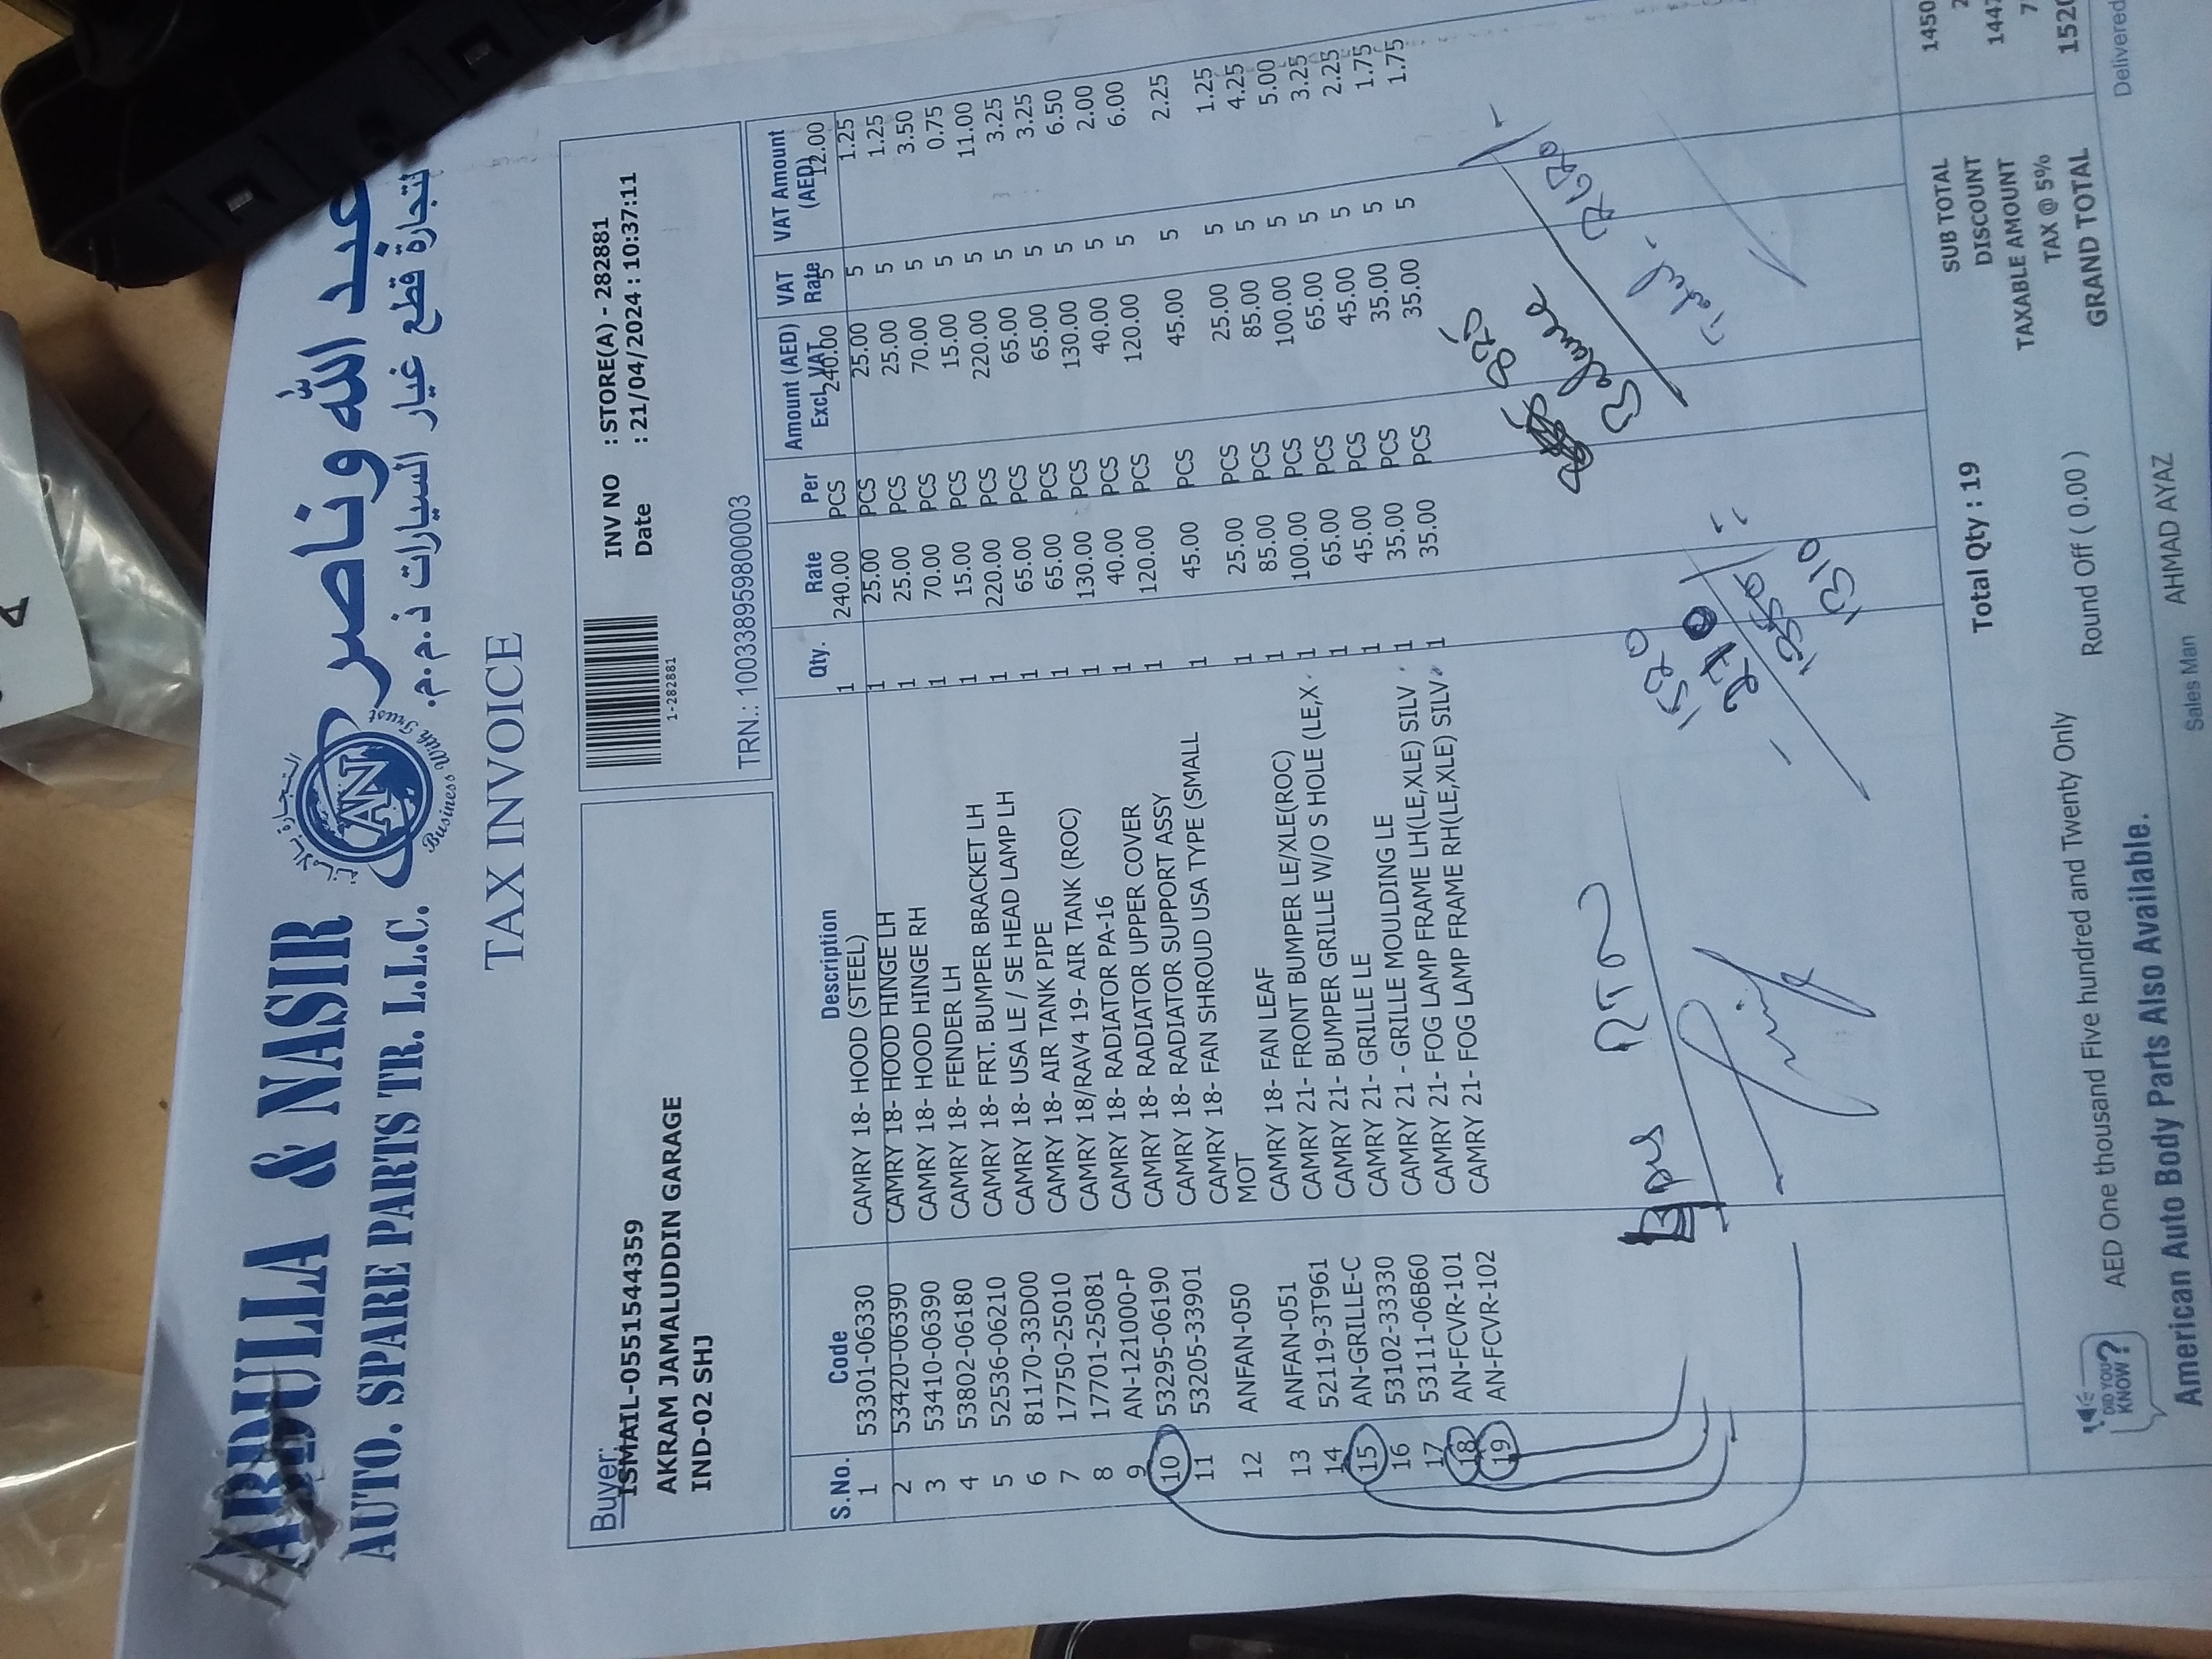 عبد الله وناصر
لتجارة قطع غيار السيارات ذ.م.م.
ABDULLA & NASIR
AUTO. SPARE PARTS TR. L.L.C.
AN
Business With Trust
TAX INVOICE
Buyer:
ISMAIL-0551544359
AKRAM JAMALUDDIN GARAGE
IND-02 SHJ
1-282881
INV NO : STORE(A) - 282881
Date : 21/04/2024 : 10:37:11
TRN.: 100338959800003
S.No. Code Description Qty. Rate Per Amount (AED) Excl. VAT VAT Rate VAT Amount (AED)
1 53301-06330 CAMRY 18- HOOD (STEEL) 1 240.00 PCS 240.00 5 12.00
2 53420-06390 CAMRY 18- HOOD HINGE LH 1 25.00 PCS 25.00 5 1.25
3 53410-06390 CAMRY 18- HOOD HINGE RH 1 25.00 PCS 25.00 5 1.25
4 53802-06180 CAMRY 18- FENDER LH 1 70.00 PCS 70.00 5 3.50
5 52536-06210 CAMRY 18- FRT. BUMPER BRACKET LH 1 15.00 PCS 15.00 5 0.75
6 81170-33D00 CAMRY 18- USA LE / SE HEAD LAMP LH 1 220.00 PCS 220.00 5 11.00
7 17750-25010 CAMRY 18- AIR TANK PIPE 1 65.00 PCS 65.00 5 3.25
8 17701-25081 CAMRY 18/RAV4 19- AIR TANK (ROC) 1 65.00 PCS 65.00 5 3.25
9 AN-121000-P CAMRY 18- RADIATOR PA-16 1 130.00 PCS 130.00 5 6.50
10 53295-06190 CAMRY 18- RADIATOR UPPER COVER 1 40.00 PCS 40.00 5 2.00
11 53205-33901 CAMRY 18- RADIATOR SUPPORT ASSY 1 120.00 PCS 120.00 5 6.00
12 ANFAN-050 CAMRY 18- FAN SHROUD USA TYPE (SMALL 1 45.00 PCS 45.00 5 2.25
MOT
13 ANFAN-051 CAMRY 18- FAN LEAF 1 25.00 PCS 25.00 5 1.25
14 52119-3T961 CAMRY 21- FRONT BUMPER LE/XLE(ROC) 1 85.00 PCS 85.00 5 4.25
15 AN-GRILLE-C CAMRY 21- BUMPER GRILLE W/O S HOLE (LE,X 1 100.00 PCS 100.00 5 5.00
16 53102-33330 CAMRY 21- GRILLE LE 1 65.00 PCS 65.00 5 3.25
17 53111-06B60 CAMRY 21 - GRILLE MOULDING LE 1 45.00 PCS 45.00 5 2.25
18 AN-FCVR-101 CAMRY 21- FOG LAMP FRAME LH(LE,XLE) SILV 1 35.00 PCS 35.00 5 1.75
19 AN-FCVR-102 CAMRY 21- FOG LAMP FRAME RH(LE,XLE) SILV 1 35.00 PCS 35.00 5 1.75
Balance
RTN
1520
- 210
1310
Total Qty : 19
SUB TOTAL 1450
DISCOUNT 2
TAXABLE AMOUNT 1447
TAX @ 5% 7
GRAND TOTAL 1520
AED One thousand Five hundred and Twenty Only Round Off ( 0.00 )
DID YOU KNOW?
American Auto Body Parts Also Available.
Sales Man AHMAD AYAZ
Delivered